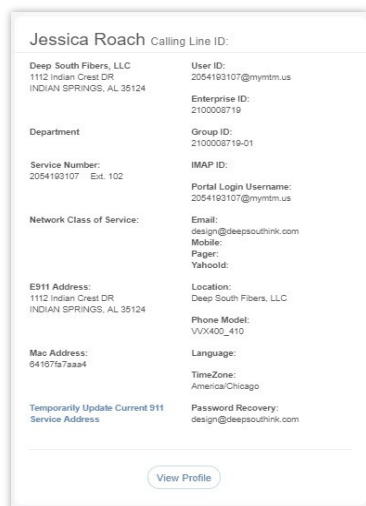 Jessica Roach Calling Line ID:
Deep South Fibers, LLC
1112 Indian Crest DR
INDIAN SPRINGS, AL 35124
User ID:
2054193107@mymtm.us
Enterprise ID:
2100008719
Department
Group ID:
2100008719-01
Service Number:
2054193107 Ext. 102
IMAP ID:
Portal Login Username:
2054193107@mymtm.us
Network Class of Service:
Email:
design@deepsouthink.com
Mobile:
Pager:
YahooId:
E911 Address:
1112 Indian Crest DR
INDIAN SPRINGS, AL 35124
Location:
Deep South Fibers, LLC
Phone Model:
VVX400_410
Mac Address:
64167fa7aaa4
Language:
TimeZone:
America/Chicago
Temporarily Update Current 911
Service Address
Password Recovery:
design@deepsouthink.com
View Profile